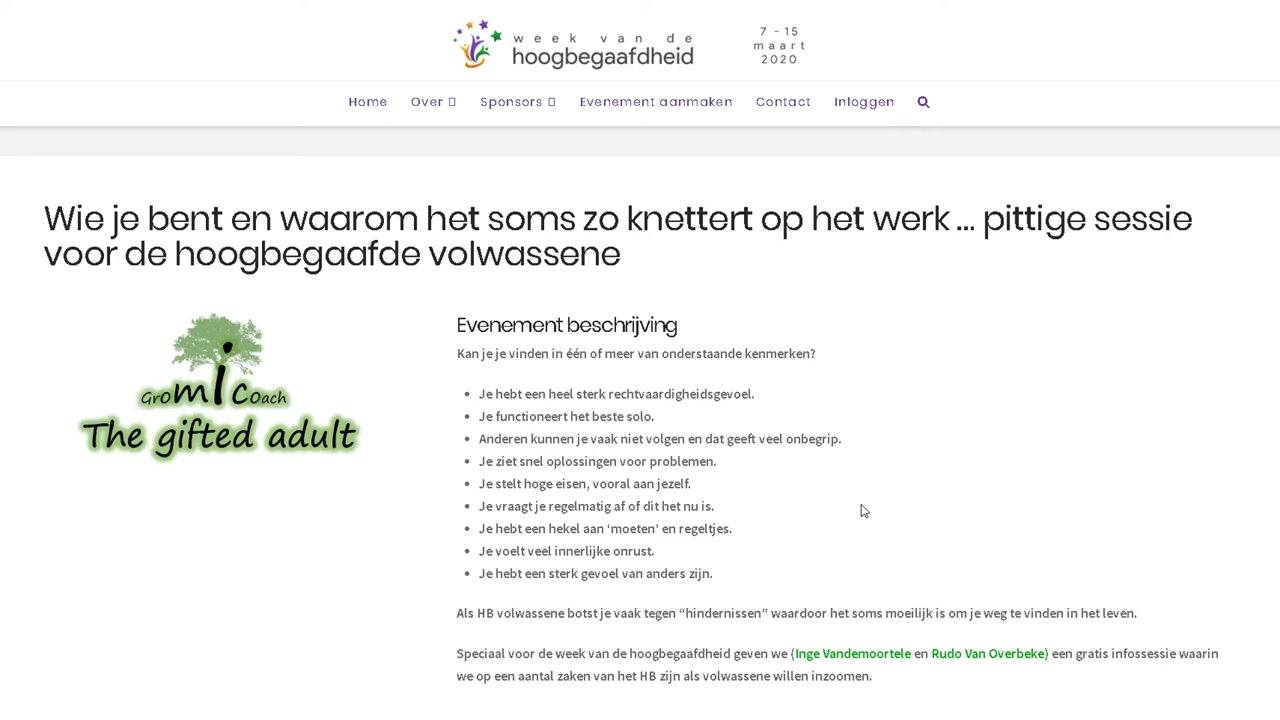 week van de
hoogbegaafdheid
7 - 15
maart
2020
Home Over Sponsors Evenement aanmaken Contact Inloggen
Wie je bent en waarom het soms zo knettert op het werk ... pittige sessie
voor de hoogbegaafde volwassene
GromiCoach
The gifted adult
Evenement beschrijving
Kan je je vinden in één of meer van onderstaande kenmerken?
• Je hebt een heel sterk rechtvaardigheidsgevoel.
• Je functioneert het beste solo.
• Anderen kunnen je vaak niet volgen en dat geeft veel onbegrip.
• Je ziet snel oplossingen voor problemen.
• Je stelt hoge eisen, vooral aan jezelf.
• Je vraagt je regelmatig af of dit het nu is.
• Je hebt een hekel aan ‘moeten’ en regeltjes.
• Je voelt veel innerlijke onrust.
• Je hebt een sterk gevoel van anders zijn.
Als HB volwassene botst je vaak tegen “hindernissen” waardoor het soms moeilijk is om je weg te vinden in het leven.
Speciaal voor de week van de hoogbegaafdheid geven we (Inge Vandemoortele en Rudo Van Overbeke) een gratis infossessie waarin
we op een aantal zaken van het HB zijn als volwassene willen inzoomen.